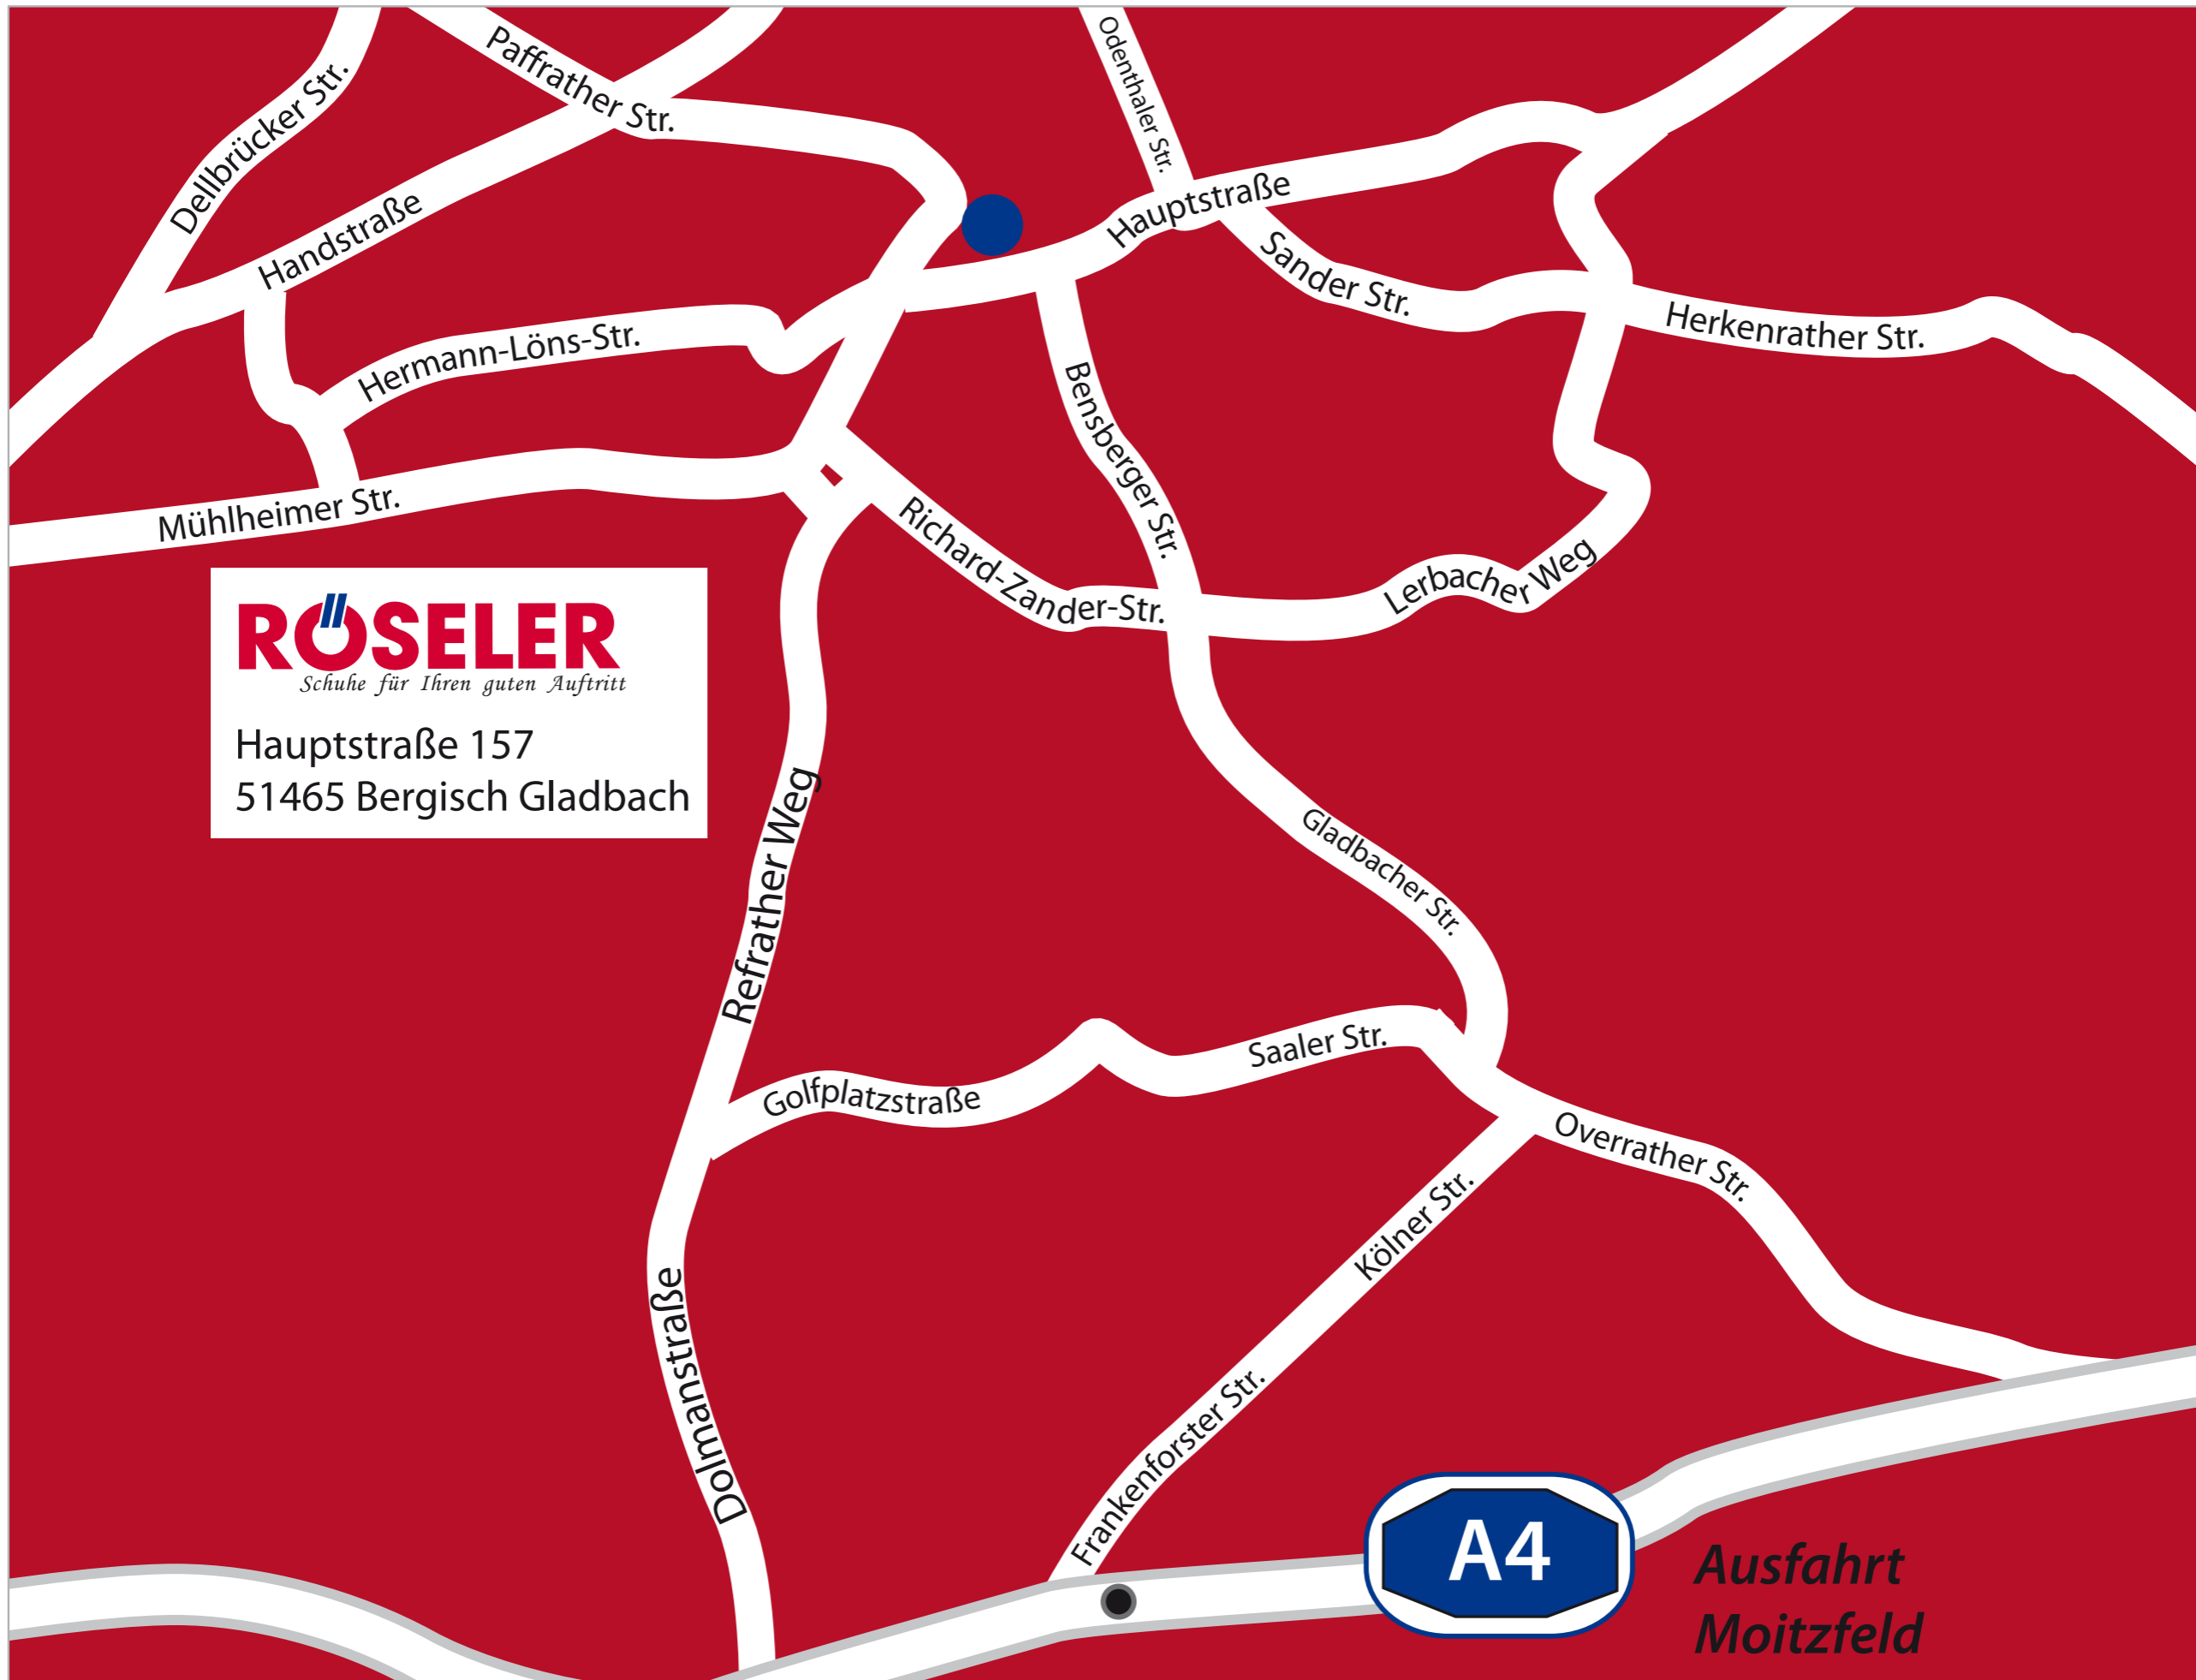 Paffrather Str.
Odenthaler Str.
Dellbrücker Str.
Handstraße
Hauptstraße
Sander Str.
Herkenrather Str.
Hermann-Löns-Str.
Bensberger Str.
Mühlheimer Str.
Richard-Zander-Str.
Lerbacher Weg
RÖSELER
Schuhe für Ihren guten Auftritt
Hauptstraße 157
51465 Bergisch Gladbach
Refrather Weg
Gladbacher Str.
Saaler Str.
Golfplatzstraße
Overrather Str.
Kölner Str.
Dolmanstraße
Frankenforster Str.
A4
Ausfahrt
Moitzfeld